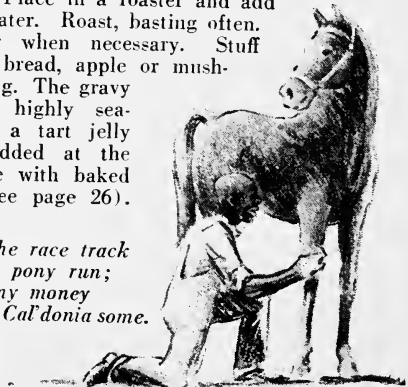 Place in a roaster and add
ater. Roast, basting often.
when necessary. Stuff
bread, apple or mush-
g. The gravy
highly sea-
a tart jelly
dded at the
e with baked
ee page 26).
he race track
pony run;
ny money
Cal'donia some.